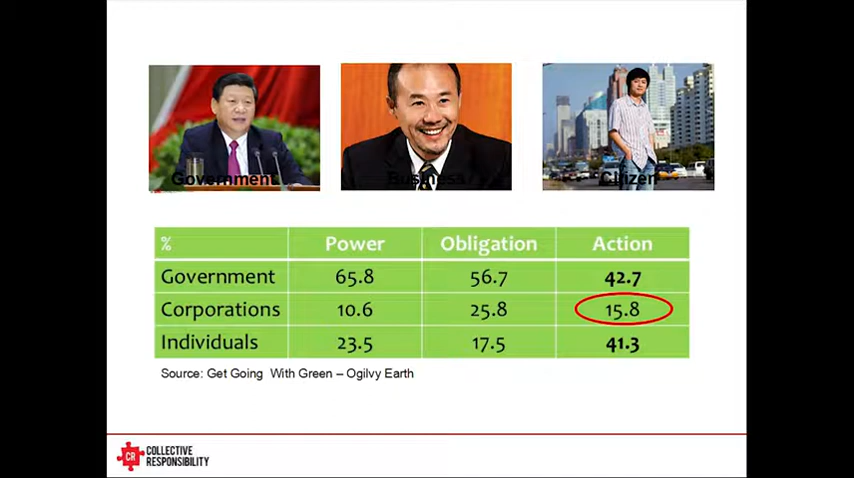 Government
Business
Citizen
% Power Obligation Action
Government 65.8 56.7 42.7
Corporations 10.6 25.8 15.8
Individuals 23.5 17.5 41.3
Source: Get Going With Green – Ogilvy Earth
CR COLLECTIVE
RESPONSIBILITY